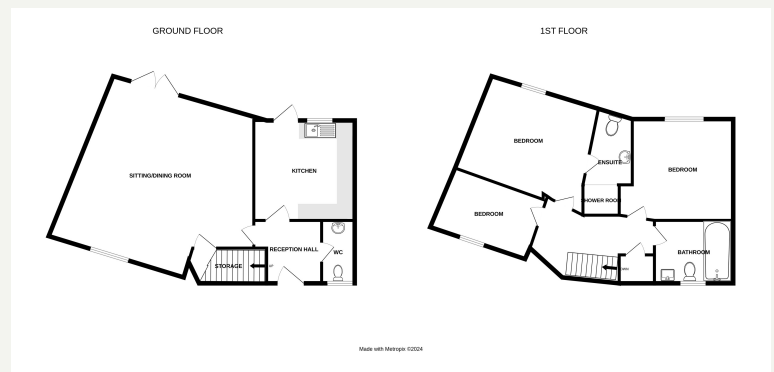 GROUND FLOOR
1ST FLOOR
BEDROOM
ENSUITE
BEDROOM
SITTING/DINING ROOM
KITCHEN
SHOWER ROOM
BEDROOM
RECEPTION HALL
WC
BATHROOM
STORAGE
Made with Metropix ©2024